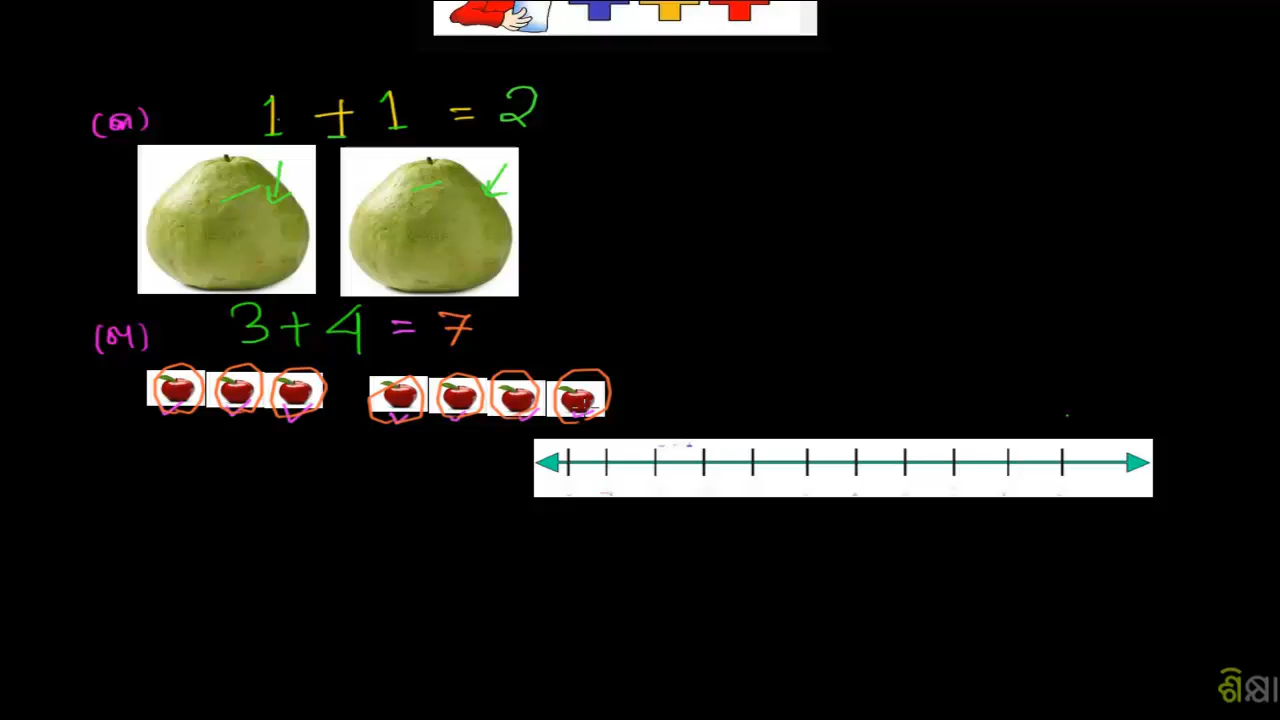 (କ) 1 + 1 = 2
(ଖ) 3 + 4 = 7
ଶିକ୍ଷା